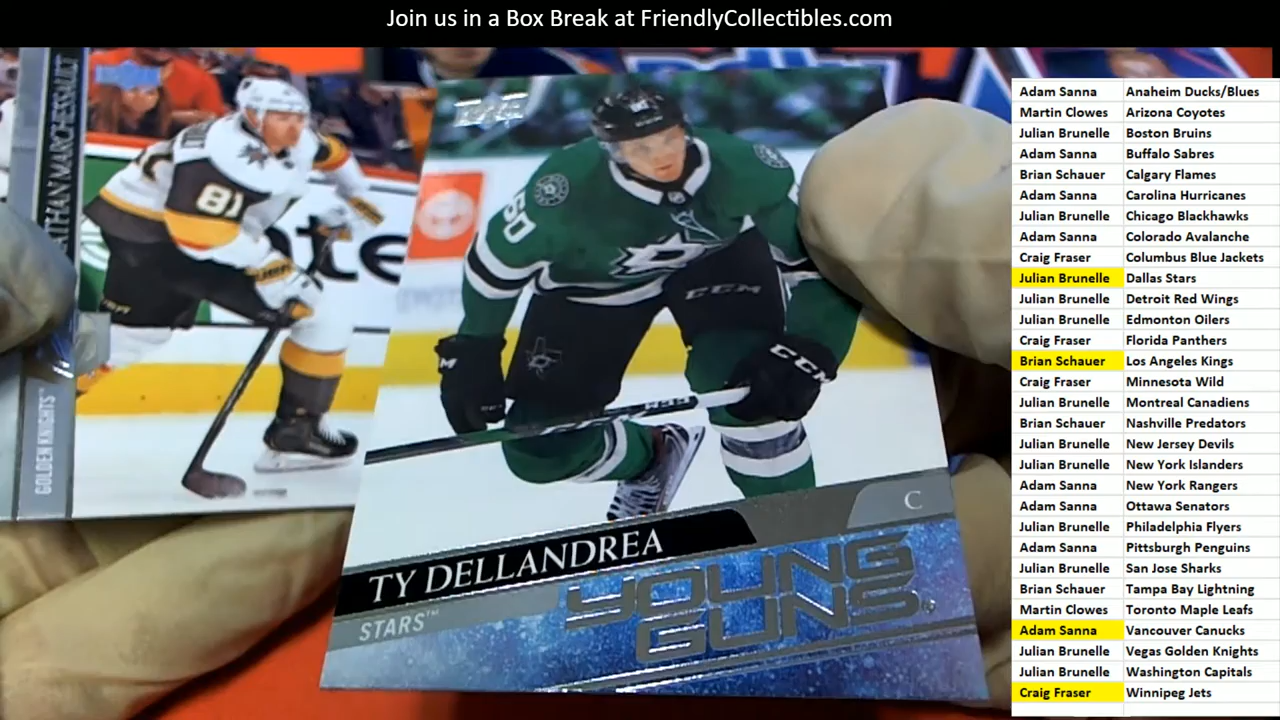 Join us in a Box Break at FriendlyCollectibles.com
ATHAN MARCHESSAULT
GOLDEN KNIGHTS
81
50
CCM
CCM
TY DELLANDREA
C
STARS™
YOUNG
GUNS
Adam Sanna Anaheim Ducks/Blues
Martin Clowes Arizona Coyotes
Julian Brunelle Boston Bruins
Adam Sanna Buffalo Sabres
Brian Schauer Calgary Flames
Adam Sanna Carolina Hurricanes
Julian Brunelle Chicago Blackhawks
Adam Sanna Colorado Avalanche
Craig Fraser Columbus Blue Jackets
Julian Brunelle Dallas Stars
Julian Brunelle Detroit Red Wings
Julian Brunelle Edmonton Oilers
Craig Fraser Florida Panthers
Brian Schauer Los Angeles Kings
Craig Fraser Minnesota Wild
Julian Brunelle Montreal Canadiens
Brian Schauer Nashville Predators
Julian Brunelle New Jersey Devils
Julian Brunelle New York Islanders
Adam Sanna New York Rangers
Adam Sanna Ottawa Senators
Julian Brunelle Philadelphia Flyers
Adam Sanna Pittsburgh Penguins
Julian Brunelle San Jose Sharks
Brian Schauer Tampa Bay Lightning
Martin Clowes Toronto Maple Leafs
Adam Sanna Vancouver Canucks
Julian Brunelle Vegas Golden Knights
Julian Brunelle Washington Capitals
Craig Fraser Winnipeg Jets